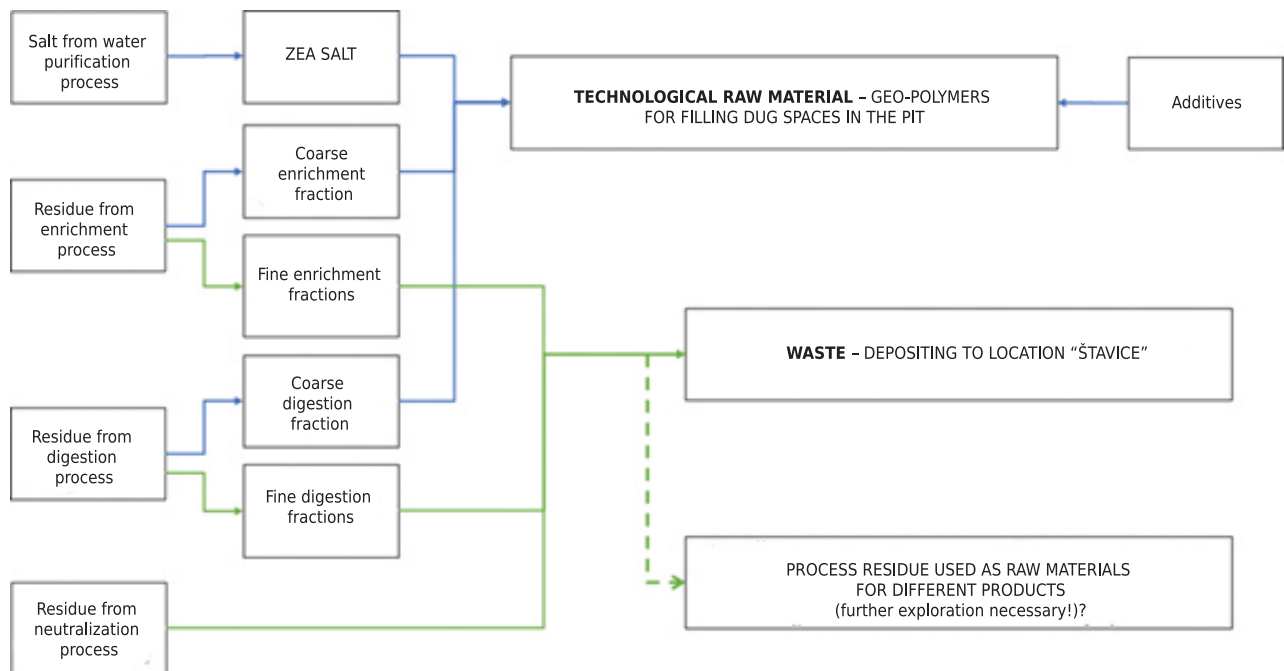 Salt from water
purification
process
ZEA SALT
TECHNOLOGICAL RAW MATERIAL – GEO-POLYMERS
FOR FILLING DUG SPACES IN THE PIT
Additives
Coarse
enrichment
fraction
Residue from
enrichment
process
Fine enrichment
fractions
WASTE – DEPOSITING TO LOCATION “ŠTAVICE”
Coarse
digestion
fraction
Residue from
digestion
process
Fine digestion
fractions
PROCESS RESIDUE USED AS RAW MATERIALS
FOR DIFFERENT PRODUCTS
(further exploration necessary!)?
Residue from
neutralization
process